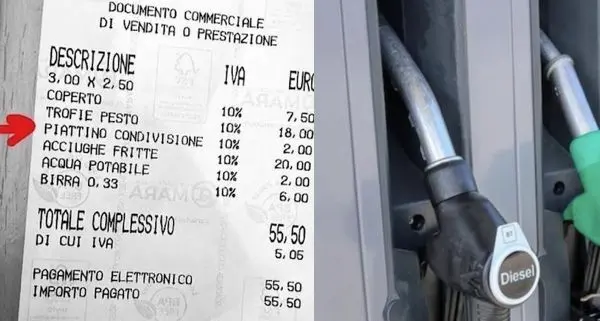 DOCUMENTO COMMERCIALE
DI VENDITA O PRESTAZIONE
DESCRIZIONE IVA EURO
3,00 X 2,50
COPERTO 10% 7,50
TROFIE PESTO 10% 18,00
PIATTINO CONDIVISIONE 10% 2,00
ACCIUGHE FRITTE 10% 20,00
ACQUA POTABILE 10% 2,00
BIRRA 0,33 10% 6,00
TOTALE COMPLESSIVO 55,50
DI CUI IVA 5,05
PAGAMENTO ELETTRONICO 55,50
IMPORTO PAGATO 55,50
B7
Diesel